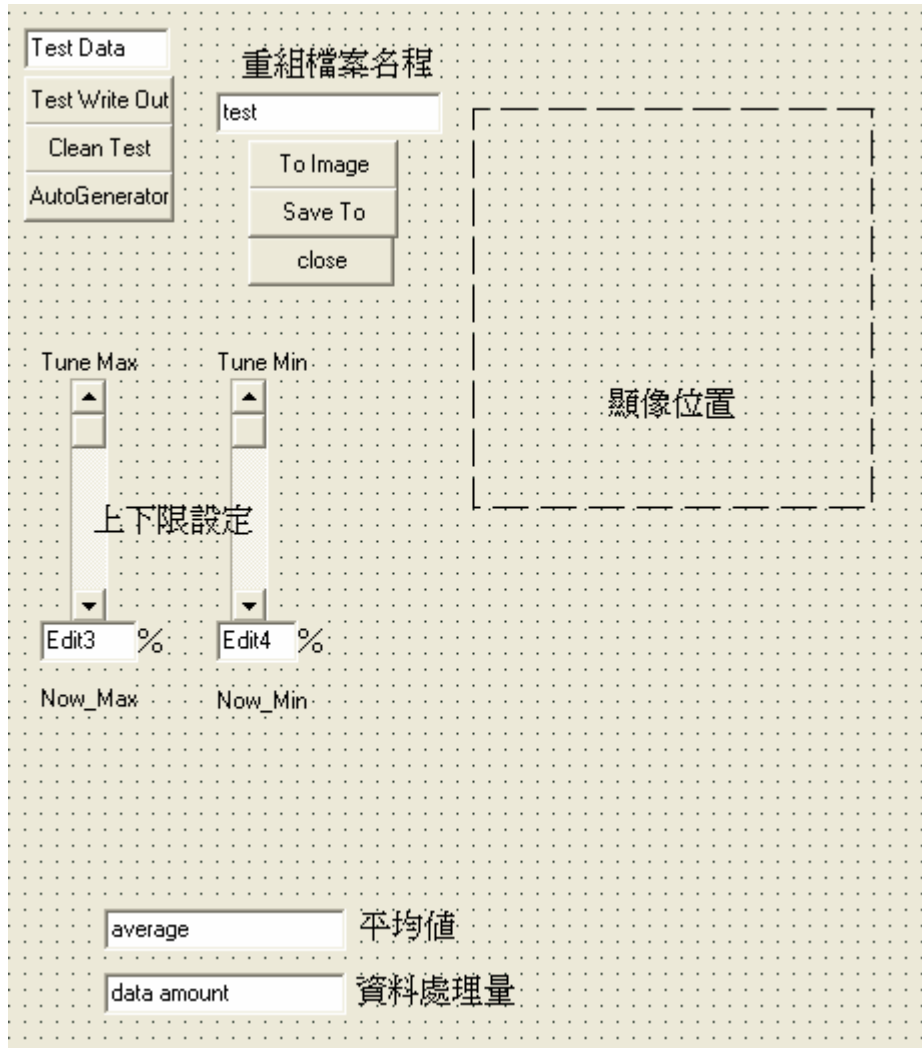 Test Data
Test Write Out
Clean Test
AutoGenerator
重組檔案名程
test
To Image
Save To
close
顯像位置
Tune Max
Tune Min
上下限設定
Edit3 %
Edit4 %
Now_Max
Now_Min
average 平均值
data amount 資料處理量